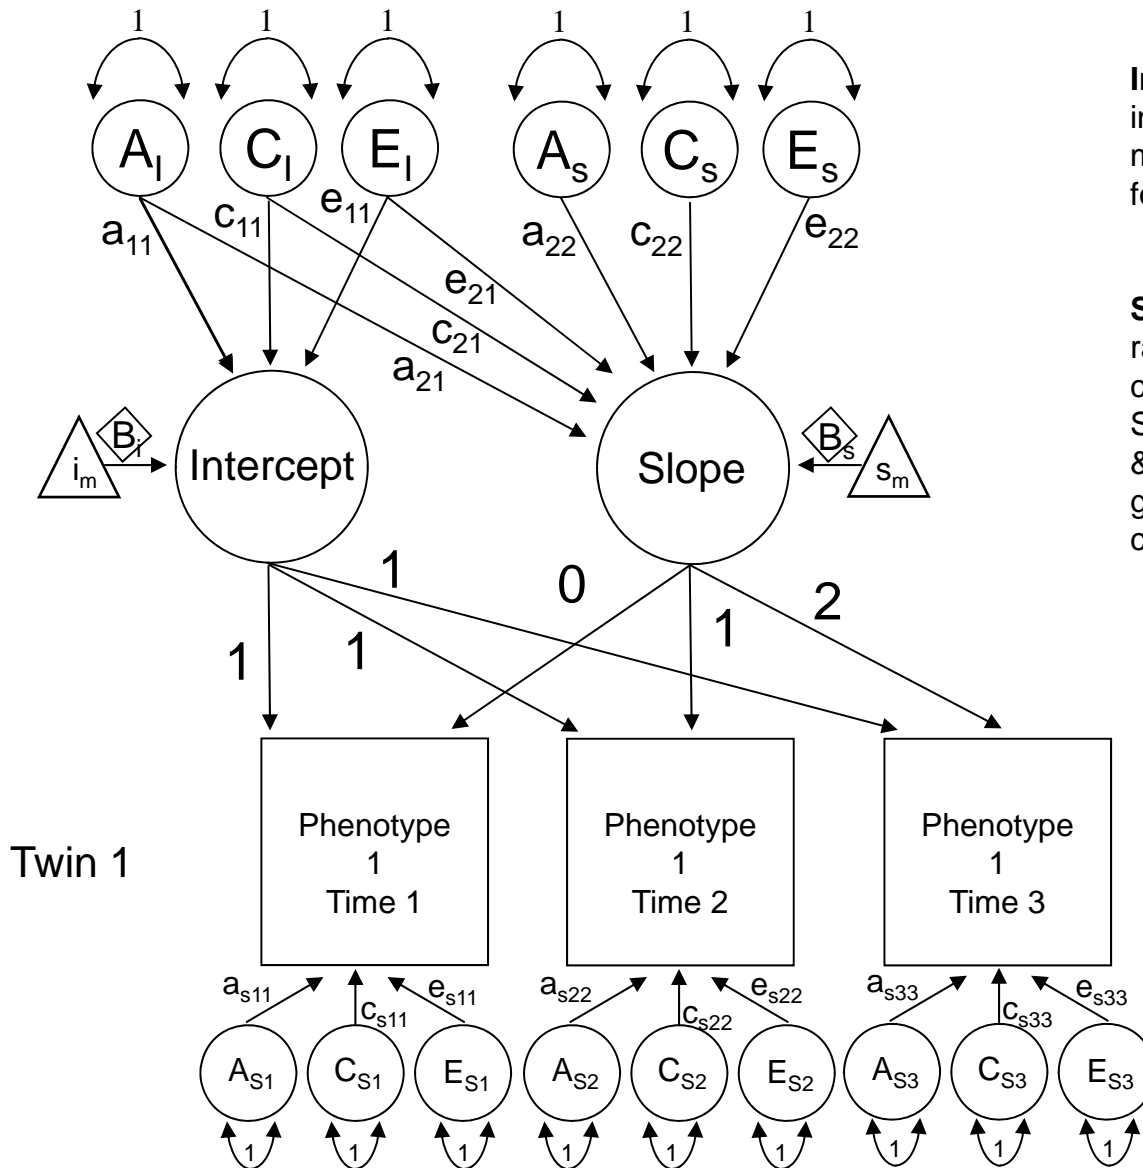 1 1 1 1 1 1
A_I C_I E_I A_s C_s E_s
a_11 c_11 e_11 a_22 c_22 e_22
e_21
c_21
a_21
i_m B_i Intercept Slope B_s s_m
1 1 1 0 1 2
Twin 1
Phenotype
1
Time 1
Phenotype
1
Time 2
Phenotype
1
Time 3
a_s11 c_s11 e_s11 a_s22 c_s22 e_s22 a_s33 c_s33 e_s33
A_S1 C_S1 E_S1 A_S2 C_S2 E_S2 A_S3 C_S3 E_S3
1 1 1 1 1 1 1 1 1